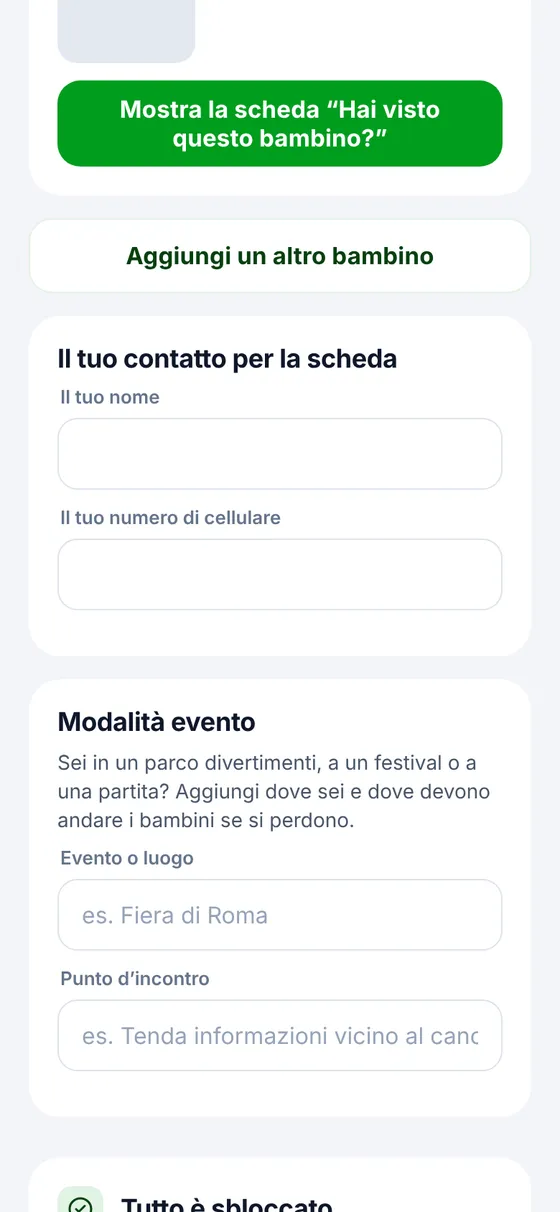 Mostra la scheda “Hai visto
questo bambino?”
Aggiungi un altro bambino
Il tuo contatto per la scheda
Il tuo nome
Il tuo numero di cellulare
Modalità evento
Sei in un parco divertimenti, a un festival o a
una partita? Aggiungi dove sei e dove devono
andare i bambini se si perdono.
Evento o luogo
es. Fiera di Roma
Punto d’incontro
es. Tenda informazioni vicino al canc
Tutto è sbloccato